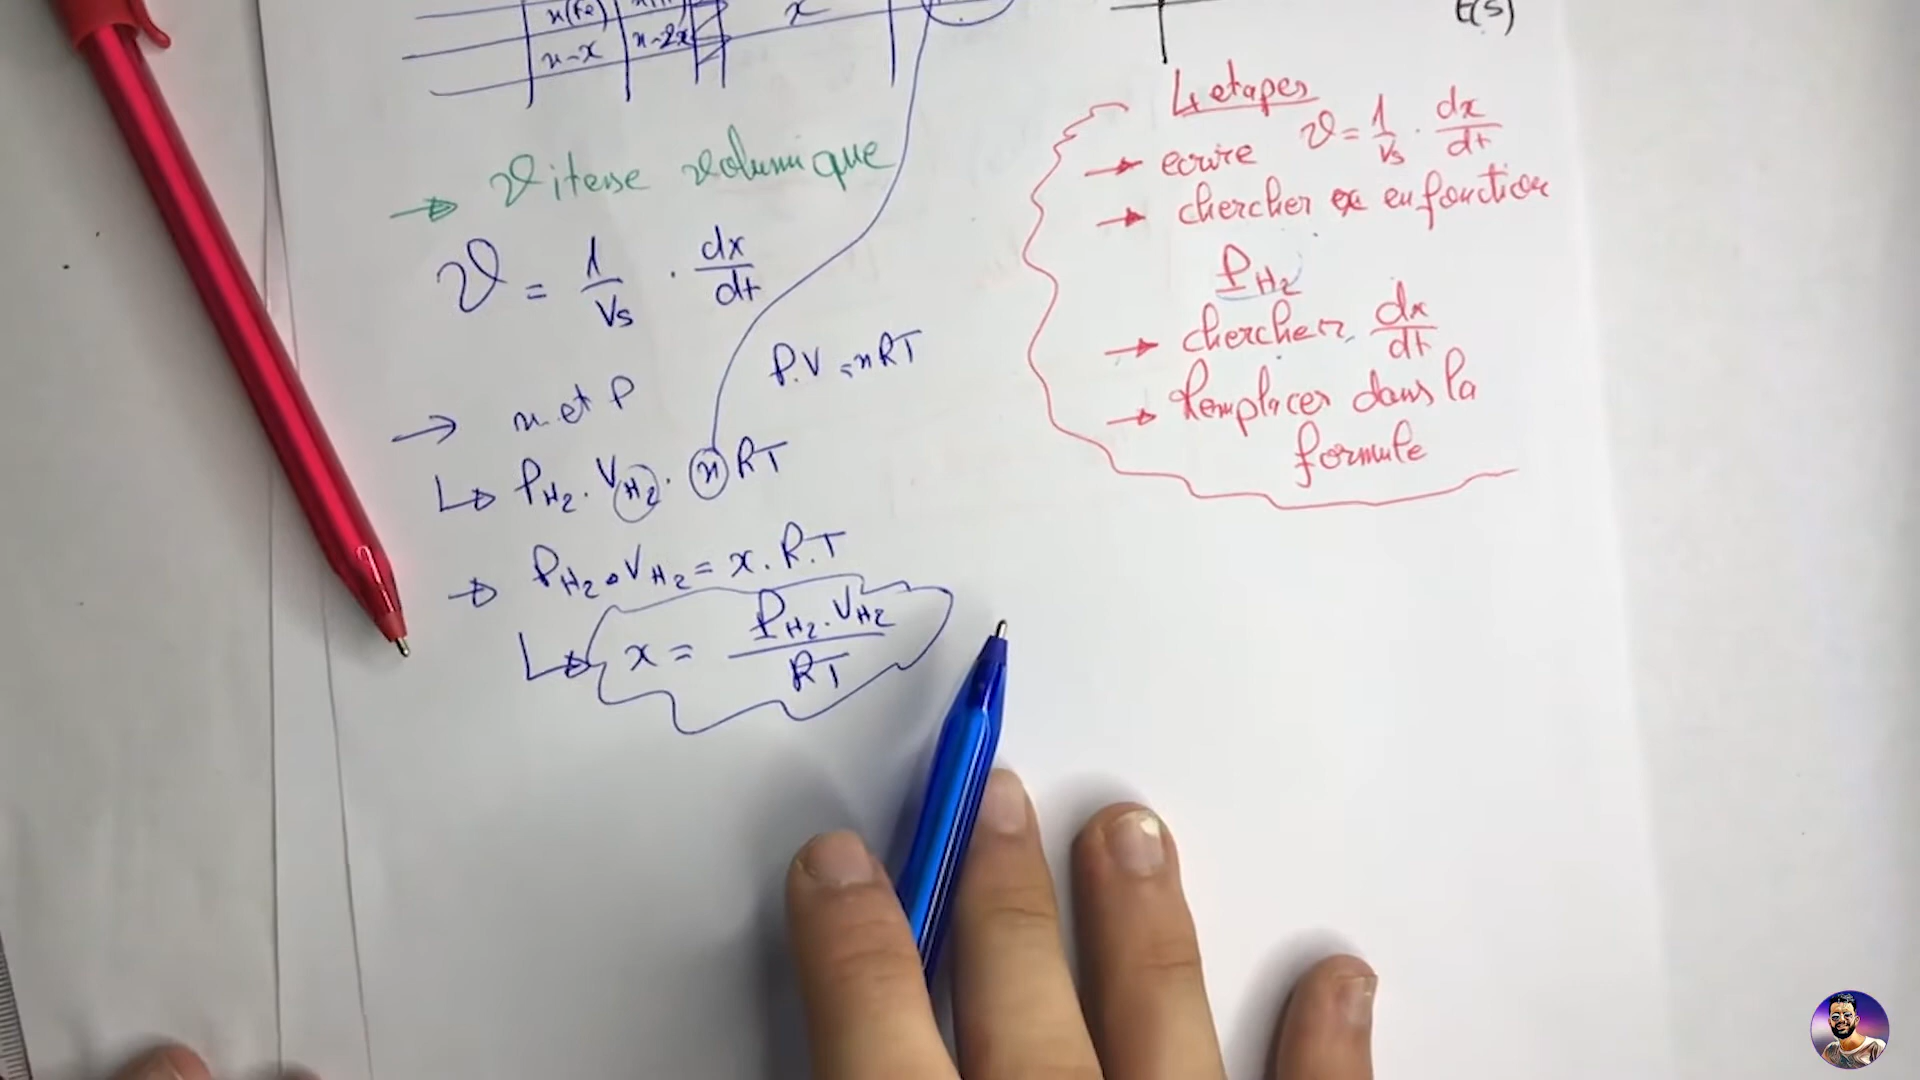 n(Fe)
x
t(s)
n-x
n-2x
→ Vitesse volumique
v = 1/Vs . dx/dt
P.V = nRT
→ n et P
↳ PH2 . VH2 . n RT
→ PH2 . VH2 = x . R.T
↳ x = PH2 . VH2 / RT
4 etapes
→ ecrire v = 1/Vs . dx/dt
→ chercher x en fonction
PH2
→ chercher dx/dt
→ Remplacer dans la
formule